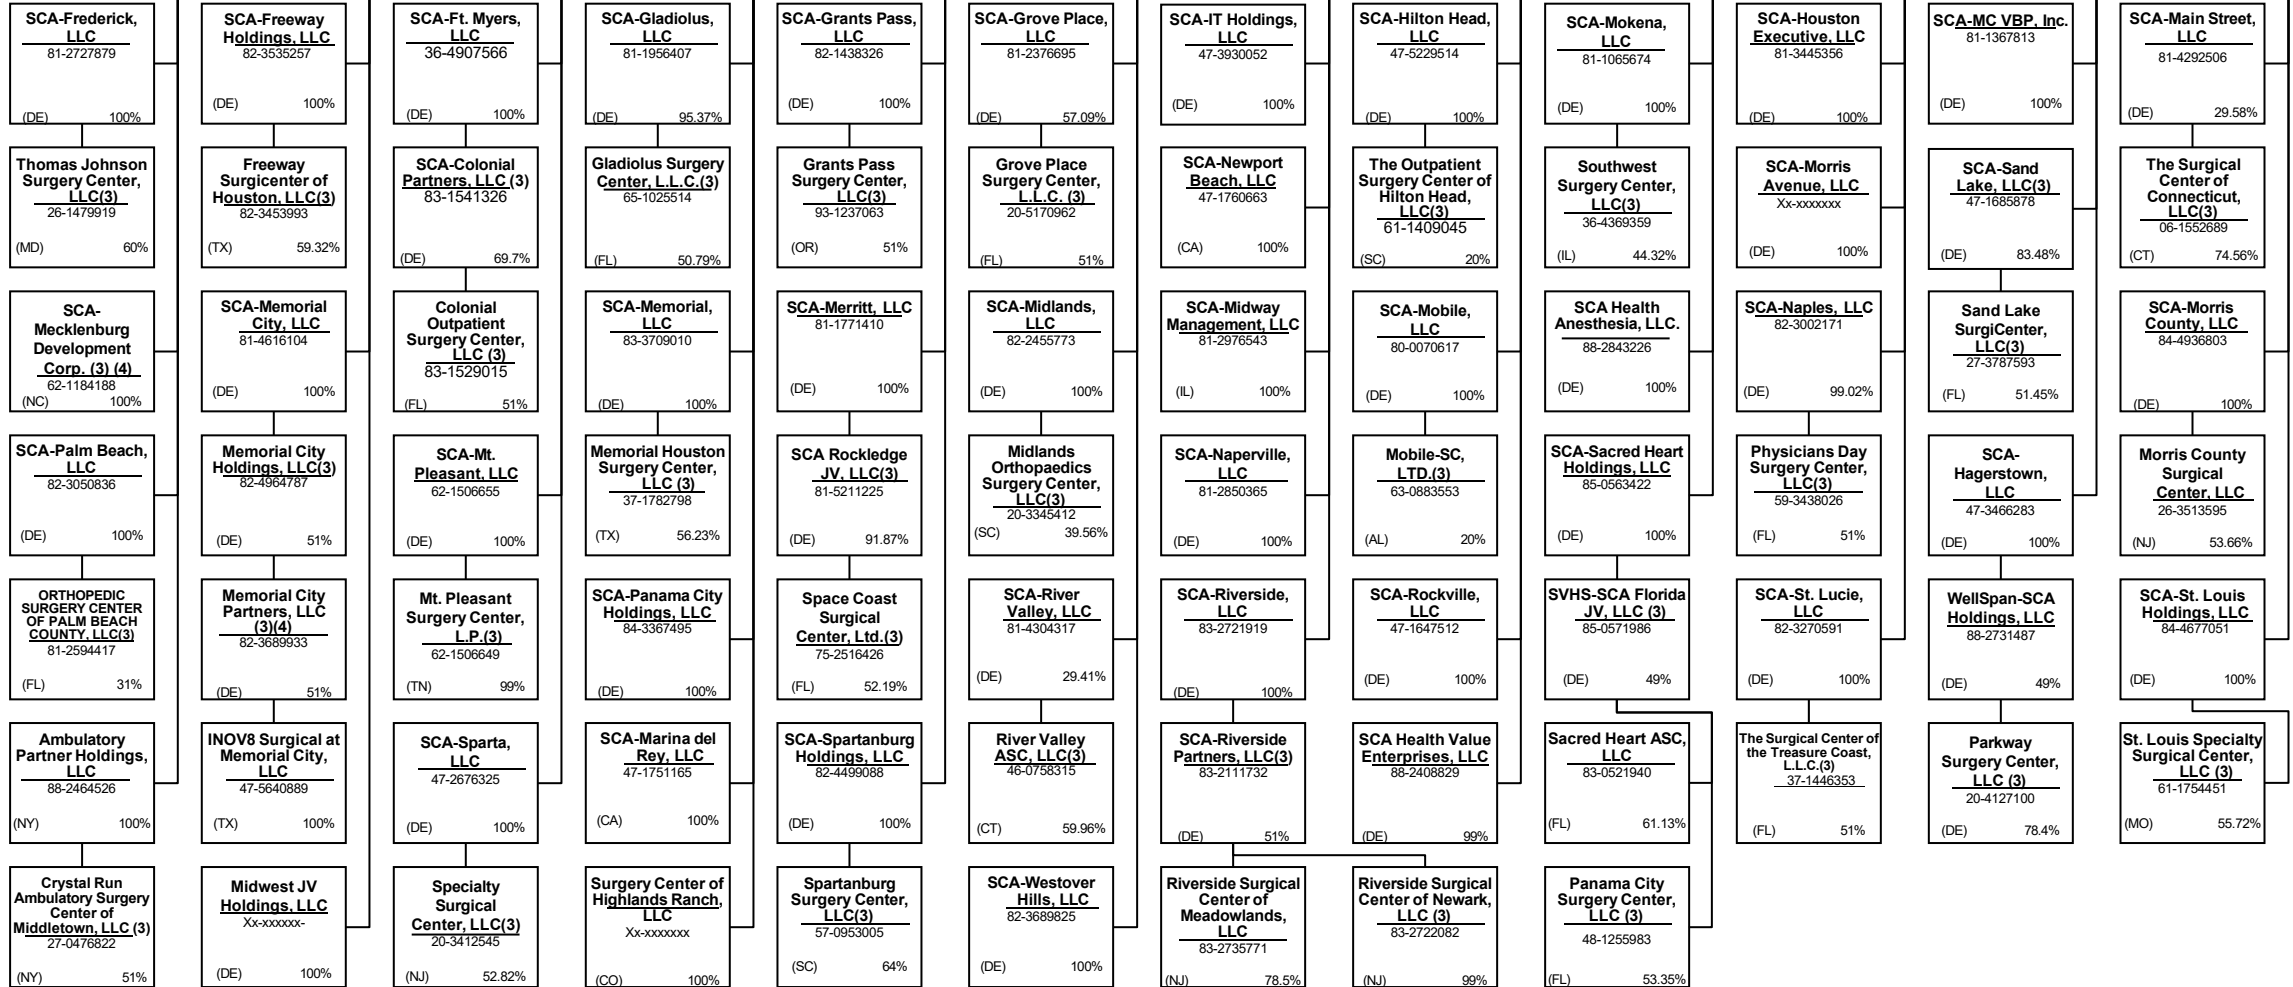 SCA-Frederick,
LLC
81-2727879
(DE) 100%
SCA-Freeway
Holdings, LLC
82-3535257
(DE) 100%
SCA-Ft. Myers,
LLC
36-4907566
(DE) 100%
SCA-Gladiolus,
LLC
81-1956407
(DE) 95.37%
SCA-Grants Pass,
LLC
82-1438326
(DE) 100%
SCA-Grove Place,
LLC
81-2376695
(DE) 57.09%
SCA-IT Holdings,
LLC
47-3930052
(DE) 100%
SCA-Hilton Head,
LLC
47-5229514
(DE) 100%
SCA-Mokena,
LLC
81-1065674
(DE) 100%
SCA-Houston
Executive, LLC
81-3445356
(DE) 100%
SCA-MC VBP, Inc.
81-1367813
(DE) 100%
SCA-Main Street,
LLC
81-4292506
(DE) 29.58%
Thomas Johnson
Surgery Center,
LLC(3)
26-1479919
(MD) 60%
Freeway
Surgicenter of
Houston, LLC(3)
82-3453993
(TX) 59.32%
SCA-Colonial
Partners, LLC (3)
83-1541326
(DE) 69.7%
Gladiolus Surgery
Center, L.L.C.(3)
65-1025514
(FL) 50.79%
Grants Pass
Surgery Center,
LLC(3)
93-1237063
(OR) 51%
Grove Place
Surgery Center,
L.L.C. (3)
20-5170962
(FL) 51%
SCA-Newport
Beach, LLC
47-1760663
(CA) 100%
The Outpatient
Surgery Center of
Hilton Head,
LLC(3)
61-1409045
(SC) 20%
Southwest
Surgery Center,
LLC(3)
36-4369359
(IL) 44.32%
SCA-Morris
Avenue, LLC
Xx-xxxxxxx
(DE) 100%
SCA-Sand
Lake, LLC(3)
47-1685878
(DE) 83.48%
The Surgical
Center of
Connecticut,
LLC(3)
06-1552689
(CT) 74.56%
SCA-
Mecklenburg
Development
Corp. (3) (4)
62-1184188
(NC) 100%
SCA-Memorial
City, LLC
81-4616104
(DE) 100%
Colonial
Outpatient
Surgery Center,
LLC (3)
83-1529015
(FL) 51%
SCA-Memorial,
LLC
83-3709010
(DE) 100%
SCA-Merritt, LLC
81-1771410
(DE) 100%
SCA-Midlands,
LLC
82-2455773
(DE) 100%
SCA-Midway
Management, LLC
81-2976543
(IL) 100%
SCA-Mobile,
LLC
80-0070617
(DE) 100%
SCA Health
Anesthesia, LLC.
88-2843226
(DE) 100%
SCA-Naples, LLC
82-3002171
(DE) 99.02%
Sand Lake
SurgiCenter,
LLC(3)
27-3787593
(FL) 51.45%
SCA-Morris
County, LLC
84-4936803
(DE) 100%
SCA-Palm Beach,
LLC
82-3050836
(DE) 100%
Memorial City
Holdings, LLC(3)
82-4964787
(DE) 51%
SCA-Mt.
Pleasant, LLC
62-1506655
(DE) 100%
Memorial Houston
Surgery Center,
LLC (3)
37-1782798
(TX) 56.23%
SCA Rockledge
JV, LLC(3)
81-5211225
(DE) 91.87%
Midlands
Orthopaedics
Surgery Center,
LLC(3)
20-3345412
(SC) 39.56%
SCA-Naperville,
LLC
81-2850365
(DE) 100%
Mobile-SC,
LTD.(3)
63-0883553
(AL) 20%
SCA-Sacred Heart
Holdings, LLC
85-0563422
(DE) 100%
Physicians Day
Surgery Center,
LLC(3)
59-3438026
(FL) 51%
SCA-
Hagerstown,
LLC
47-3466283
(DE) 100%
Morris County
Surgical
Center, LLC
26-3513595
(NJ) 53.66%
ORTHOPEDIC
SURGERY CENTER
OF PALM BEACH
COUNTY, LLC(3)
81-2594417
(FL) 31%
Memorial City
Partners, LLC
(3)(4)
82-3689933
(DE) 51%
Mt. Pleasant
Surgery Center,
L.P.(3)
62-1506649
(TN) 99%
SCA-Panama City
Holdings, LLC
84-3367495
(DE) 100%
Space Coast
Surgical
Center, Ltd.(3)
75-2516426
(FL) 52.19%
SCA-River
Valley, LLC
81-4304317
(DE) 29.41%
SCA-Riverside,
LLC
83-2721919
(DE) 100%
SCA-Rockville,
LLC
47-1647512
(DE) 100%
SVHS-SCA Florida
JV, LLC (3)
85-0571986
(DE) 49%
SCA-St. Lucie,
LLC
82-3270591
(DE) 100%
WellSpan-SCA
Holdings, LLC
88-2731487
(DE) 49%
SCA-St. Louis
Holdings, LLC
84-4677051
(DE) 100%
Ambulatory
Partner Holdings,
LLC
88-2464526
(NY) 100%
INOV8 Surgical at
Memorial City,
LLC
47-5640889
(TX) 100%
SCA-Sparta,
LLC
47-2676325
(DE) 100%
SCA-Marina del
Rey, LLC
47-1751165
(CA) 100%
SCA-Spartanburg
Holdings, LLC
82-4499088
(DE) 100%
River Valley
ASC, LLC(3)
46-0758315
(CT) 59.96%
SCA-Riverside
Partners, LLC(3)
83-2111732
(DE) 51%
SCA Health Value
Enterprises, LLC
88-2408829
(DE) 99%
Sacred Heart ASC,
LLC
83-0521940
(FL) 61.13%
The Surgical Center of
the Treasure Coast,
L.L.C.(3)
37-1446353
(FL) 51%
Parkway
Surgery Center,
LLC (3)
20-4127100
(DE) 78.4%
St. Louis Specialty
Surgical Center,
LLC (3)
61-1754451
(MO) 55.72%
Crystal Run
Ambulatory Surgery
Center of
Middletown, LLC (3)
27-0476822
(NY) 51%
Midwest JV
Holdings, LLC
Xx-xxxxxx-
(DE) 100%
Specialty
Surgical
Center, LLC(3)
20-3412545
(NJ) 52.82%
Surgery Center of
Highlands Ranch,
LLC
Xx-xxxxxxx
(CO) 100%
Spartanburg
Surgery Center,
LLC(3)
57-0953005
(SC) 64%
SCA-Westover
Hills, LLC
82-3689825
(DE) 100%
Riverside Surgical
Center of
Meadowlands,
LLC
83-2735771
(NJ) 78.5%
Riverside Surgical
Center of Newark,
LLC (3)
83-2722082
(NJ) 99%
Panama City
Surgery Center,
LLC (3)
48-1255983
(FL) 53.35%